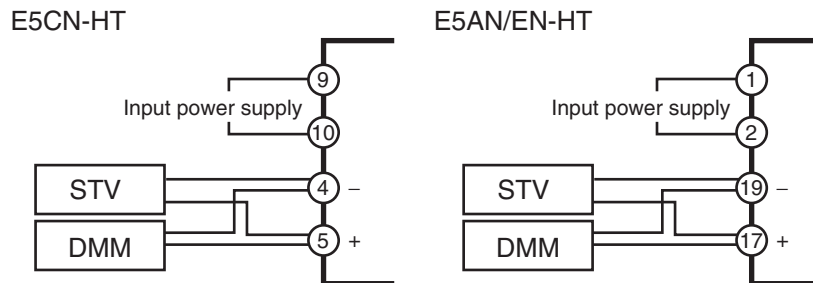 E5CN-HT
9
Input power supply
10
STV
4 –
DMM
5 +
E5AN/EN-HT
1
Input power supply
2
STV
19 –
DMM
17 +